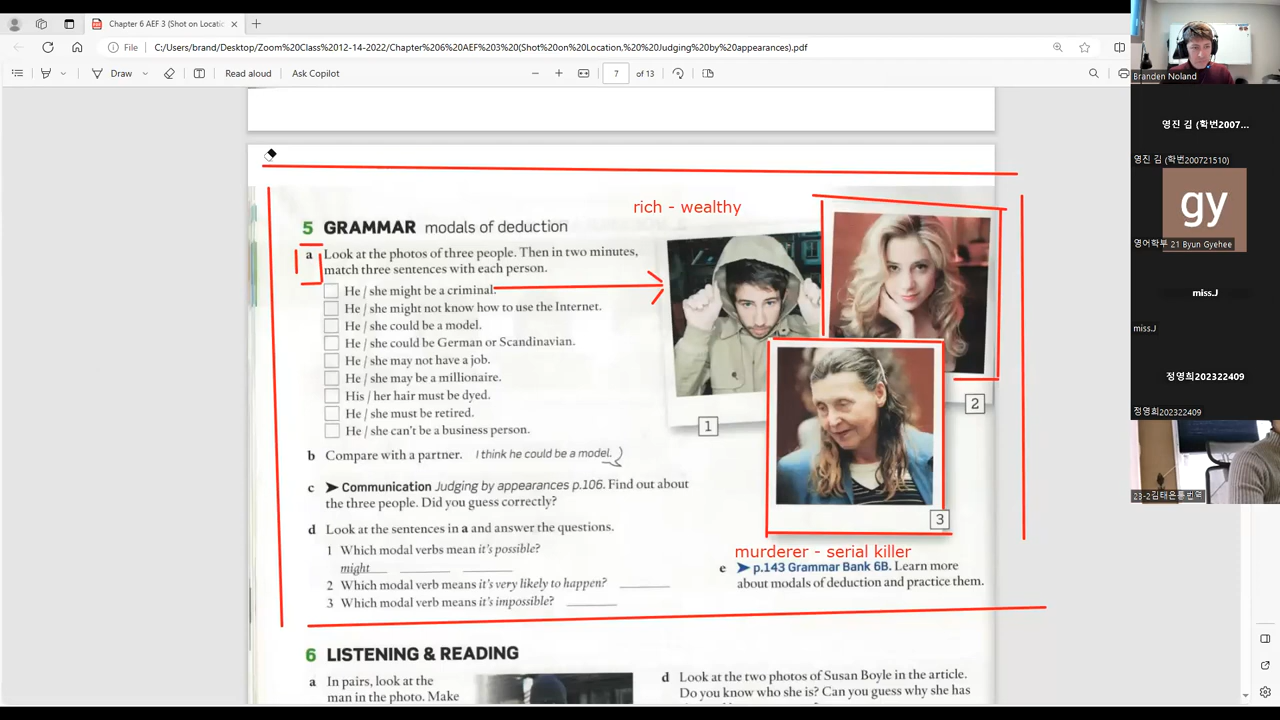 Chapter 6 AEF 3 (Shot on Locatio
File
C:/Users/brand/Desktop/Zoom%20Class%2012-14-2022/Chapter%206%20AEF%203%20(Shot%20on%20Location,%20%20Judging%20by%20appearances).pdf
Draw
Read aloud
Ask Copilot
7
of 13
rich - wealthy
5 GRAMMAR modals of deduction
a Look at the photos of three people. Then in two minutes,
match three sentences with each person.
He / she might be a criminal.
He / she might not know how to use the Internet.
He / she could be a model.
He / she could be German or Scandinavian.
He / she may not have a job.
He / she may be a millionaire.
His / her hair must be dyed.
He / she must be retired.
He / she can't be a business person.
1
2
3
b Compare with a partner. I think he could be a model.
c Communication Judging by appearances p.106. Find out about
the three people. Did you guess correctly?
d Look at the sentences in a and answer the questions.
1 Which modal verbs mean it's possible?
might
2 Which modal verb means it's very likely to happen?
3 Which modal verb means it's impossible?
murderer - serial killer
e p.143 Grammar Bank 6B. Learn more
about modals of deduction and practice them.
6 LISTENING & READING
a In pairs, look at the
man in the photo. Make
d Look at the two photos of Susan Boyle in the article.
Do you know who she is? Can you guess why she has
Branden Noland
영진 김 (학번2007...
영진 김 (학번200721510)
gy
영어학부 21 Byun Gyehee
miss.J
miss.J
정영희202322409
정영희202322409